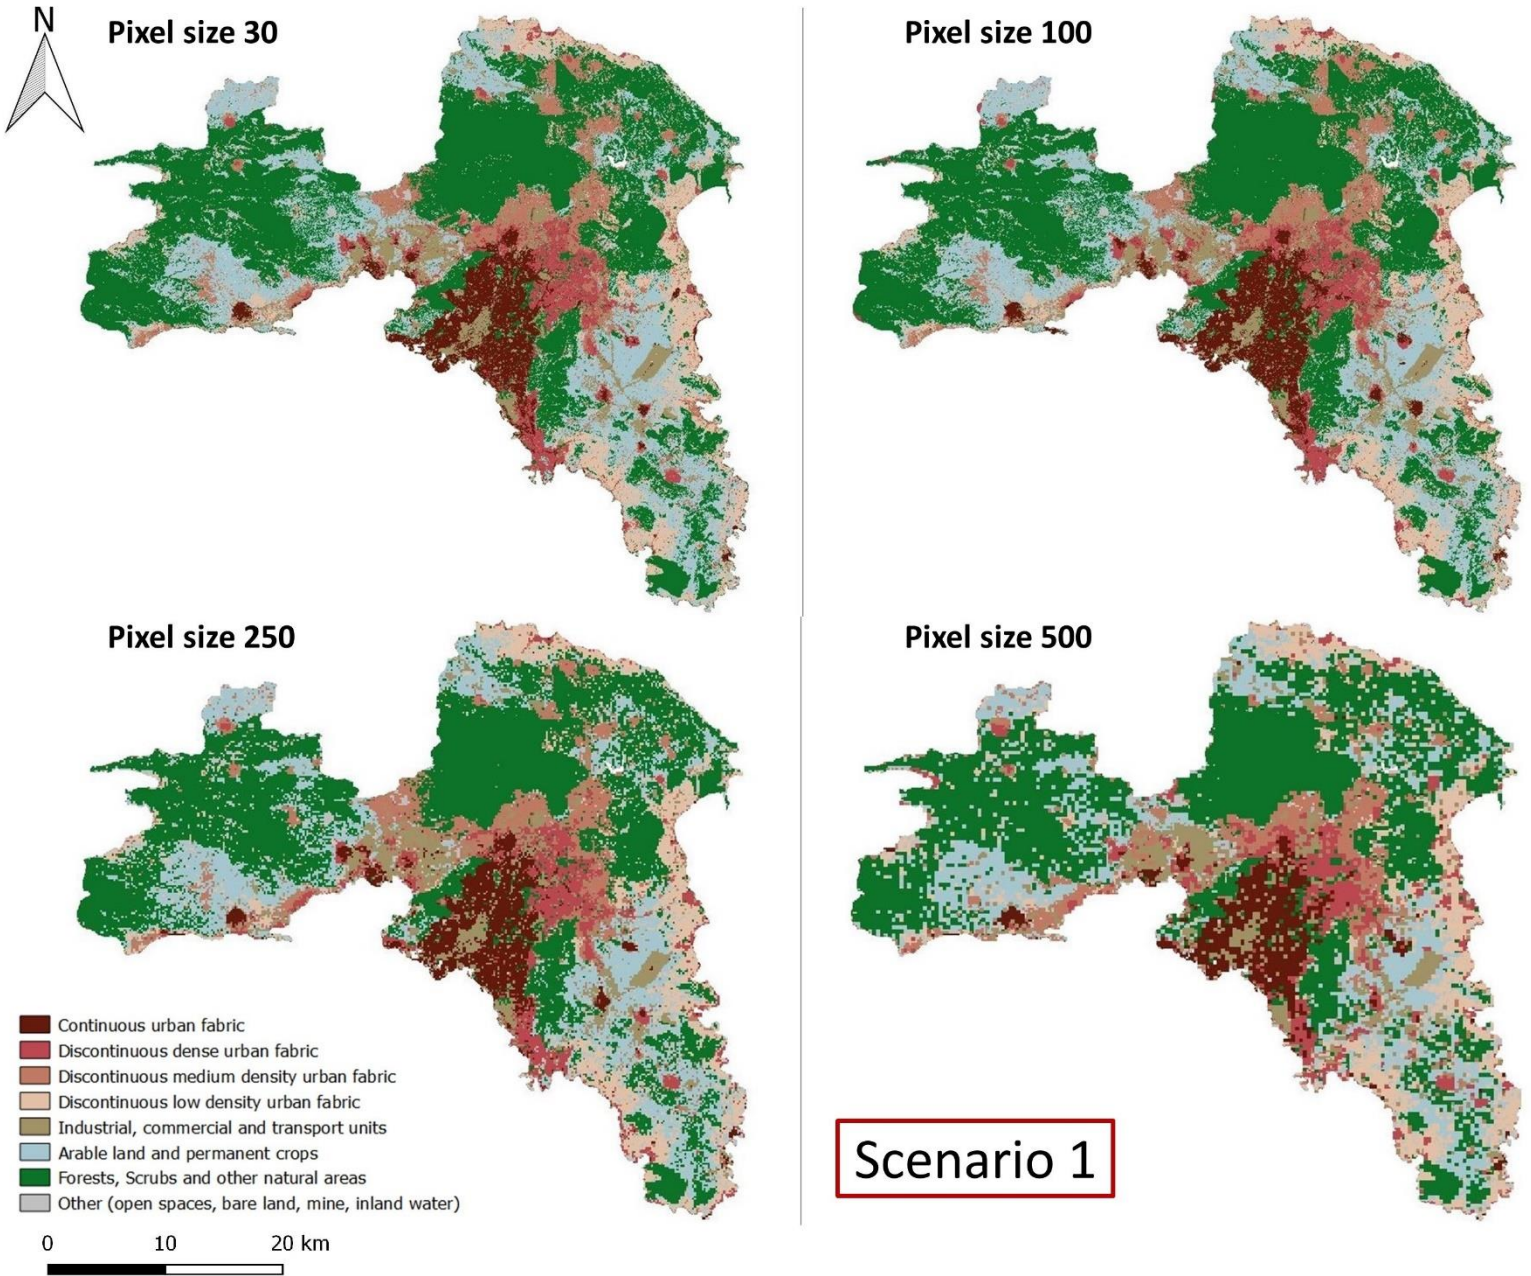 N
Pixel size 30
Pixel size 100
Pixel size 250
Pixel size 500
Continuous urban fabric
Discontinuous dense urban fabric
Discontinuous medium density urban fabric
Discontinuous low density urban fabric
Industrial, commercial and transport units
Arable land and permanent crops
Forests, Scrubs and other natural areas
Other (open spaces, bare land, mine, inland water)
Scenario 1
0 10 20 km